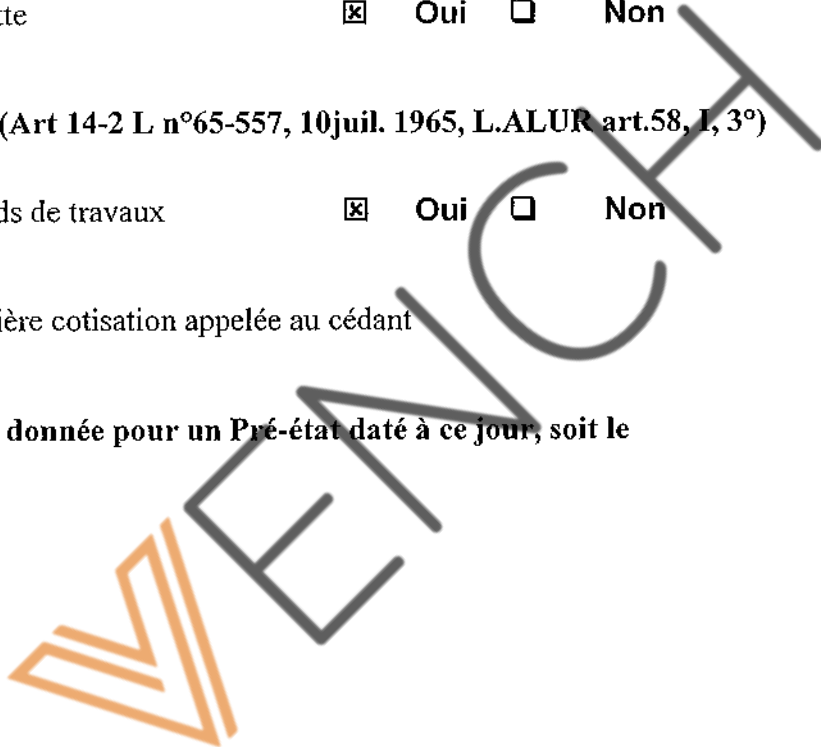 tte ☒ Oui ❑ Non
(Art 14-2 L n°65-557, 10juil. 1965, L.ALUR art.58, I, 3°)
ds de travaux ☒ Oui ❑ Non
ière cotisation appelée au cédant
donnée pour un Pré-état daté à ce jour, soit le
VENCH